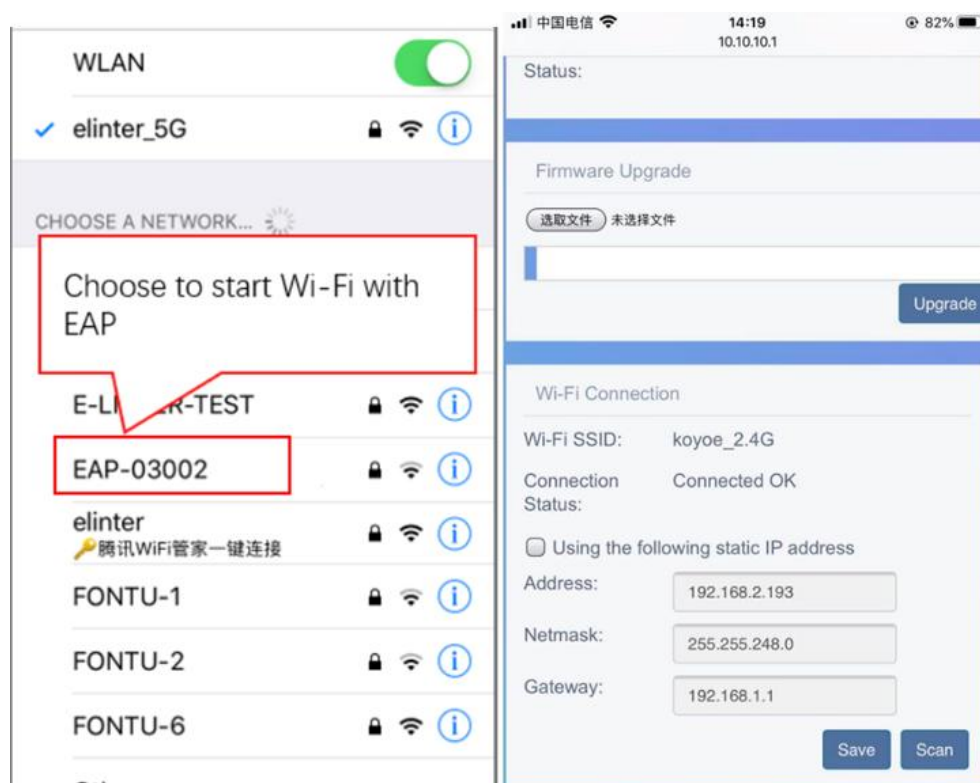 WLAN
elinter_5G
CHOOSE A NETWORK...
Choose to start Wi-Fi with
EAP
EAP-03002
elinter
腾讯WiFi管家一键连接
FONTU-1
FONTU-2
FONTU-6
中国电信 14:19 82%
10.10.10.1
Status:
Firmware Upgrade
选取文件 未选择文件
Upgrade
Wi-Fi Connection
Wi-Fi SSID: koyoe_2.4G
Connection Connected OK
Status:
Using the following static IP address
Address: 192.168.2.193
Netmask: 255.255.248.0
Gateway: 192.168.1.1
Save Scan